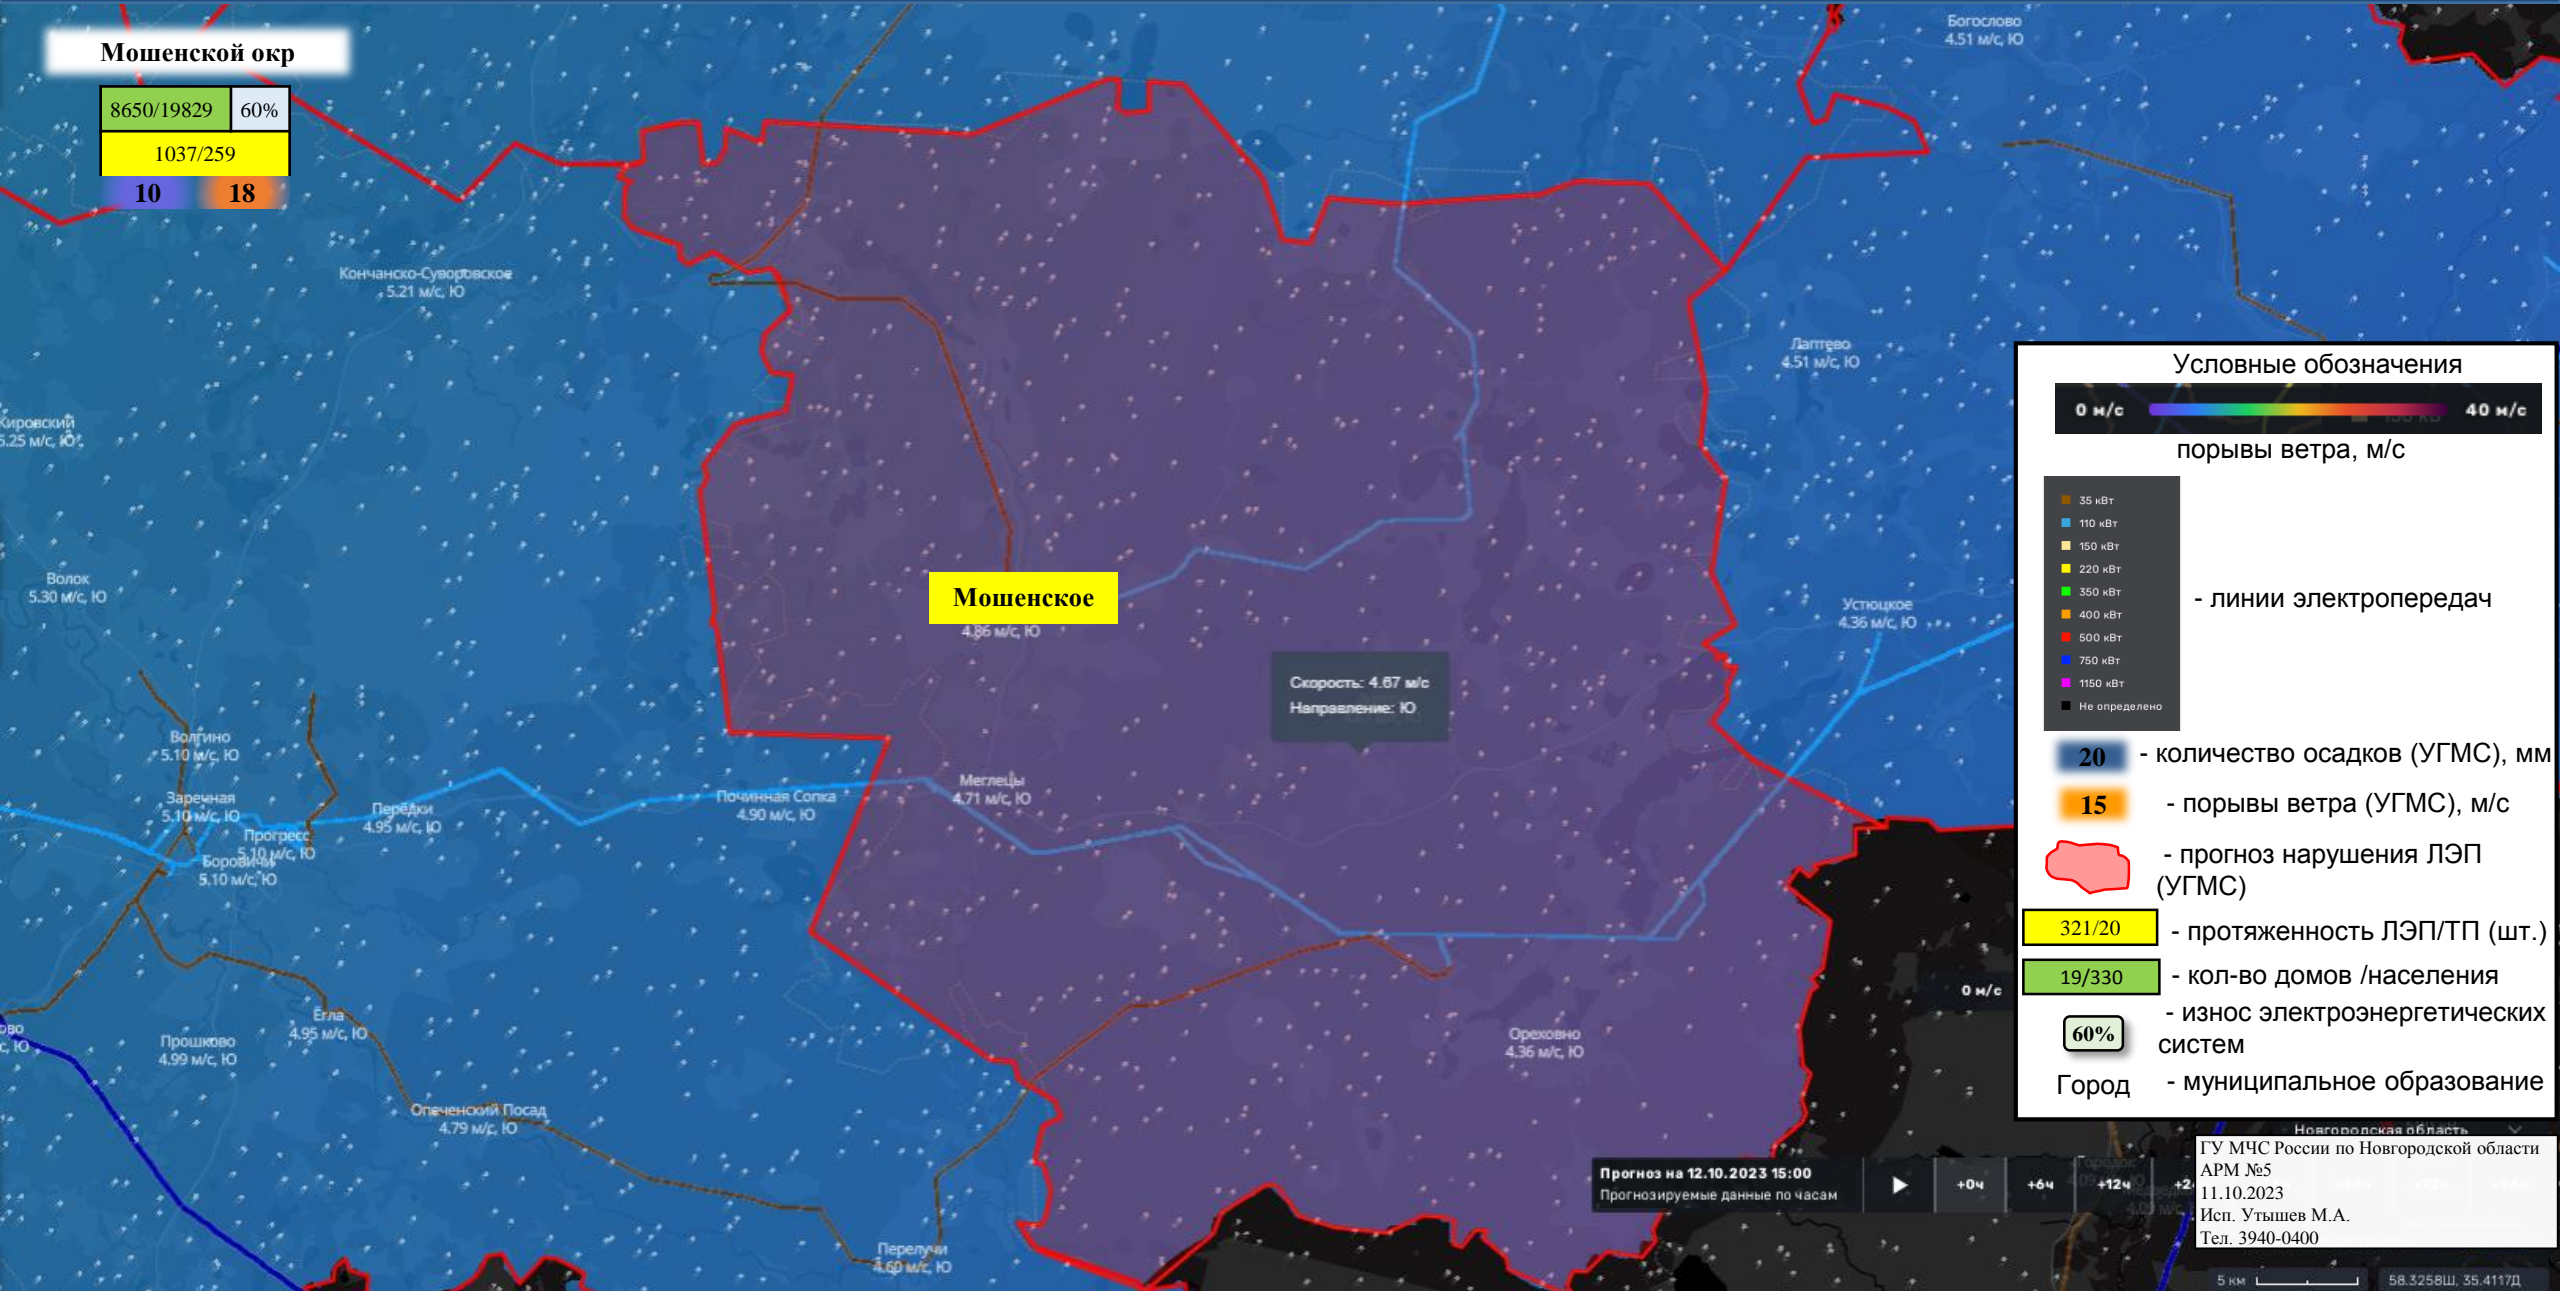 Мошенской окр
8650/19829
60%
1037/259
10
18
Богослово
4.51 м/с, Ю
Кончанско-Суворовское
5.21 м/с, Ю
Лаптево
4.51 м/с, Ю
Кировский
5.25 м/с, Ю
Волок
5.30 м/с, Ю
Мошенское
4.86 м/с, Ю
Устюцкое
4.36 м/с, Ю
Скорость: 4.67 м/с
Направление: Ю
Волгино
5.10 м/с, Ю
Заречная
5.10 м/с, Ю
Прогресс
5.10 м/с, Ю
Боровичи
5.10 м/с, Ю
Передки
4.95 м/с, Ю
Починная Сопка
4.90 м/с, Ю
Меглецы
4.71 м/с, Ю
Ёгла
4.95 м/с, Ю
Прошково
4.99 м/с, Ю
Опеченский Посад
4.79 м/с, Ю
Ореховно
4.36 м/с, Ю
Перелучи
4.60 м/с, Ю
0 м/с
Условные обозначения
0 м/с
40 м/с
порывы ветра, м/с
35 кВт
110 кВт
150 кВт
220 кВт
350 кВт
400 кВт
500 кВт
750 кВт
1150 кВт
Не определено
- линии электропередач
20 - количество осадков (УГМС), мм
15 - порывы ветра (УГМС), м/с
- прогноз нарушения ЛЭП
(УГМС)
321/20 - протяженность ЛЭП/ТП (шт.)
19/330 - кол-во домов /населения
60% - износ электроэнергетических
систем
Город - муниципальное образование
Новгородская область
Прогноз на 12.10.2023 15:00
Прогнозируемые данные по часам
+0ч
+6ч
+12ч
ГУ МЧС России по Новгородской области
АРМ №5
11.10.2023
Исп. Утышев М.А.
Тел. 3940-0400
5 км
58.3258Ш, 35.4117Д